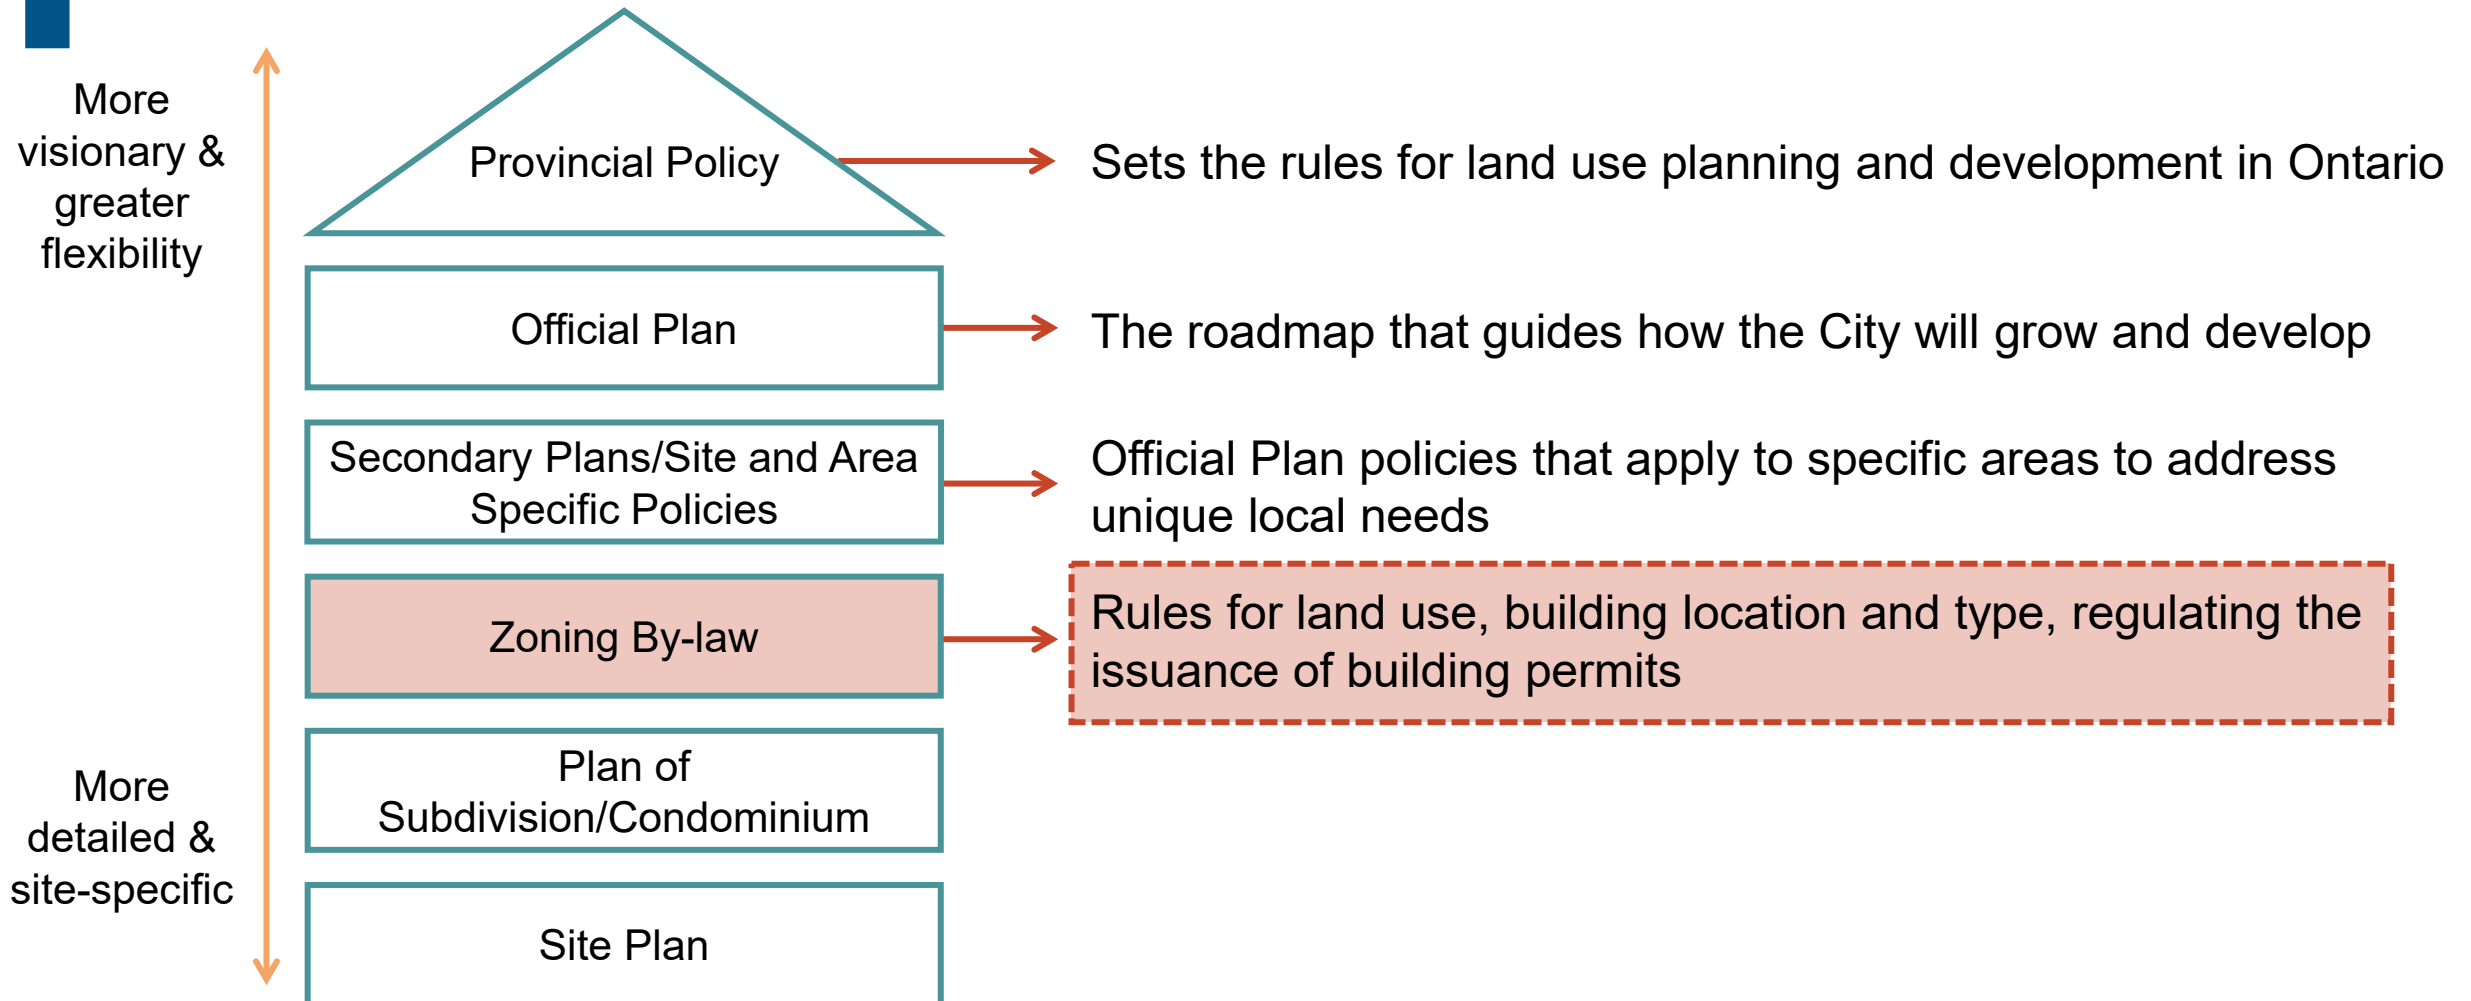 More
visionary &
greater
flexibility
Provincial Policy
Sets the rules for land use planning and development in Ontario
Official Plan
The roadmap that guides how the City will grow and develop
Secondary Plans/Site and Area
Specific Policies
Official Plan policies that apply to specific areas to address
unique local needs
Zoning By-law
Rules for land use, building location and type, regulating the
issuance of building permits
More
detailed &
site-specific
Plan of
Subdivision/Condominium
Site Plan